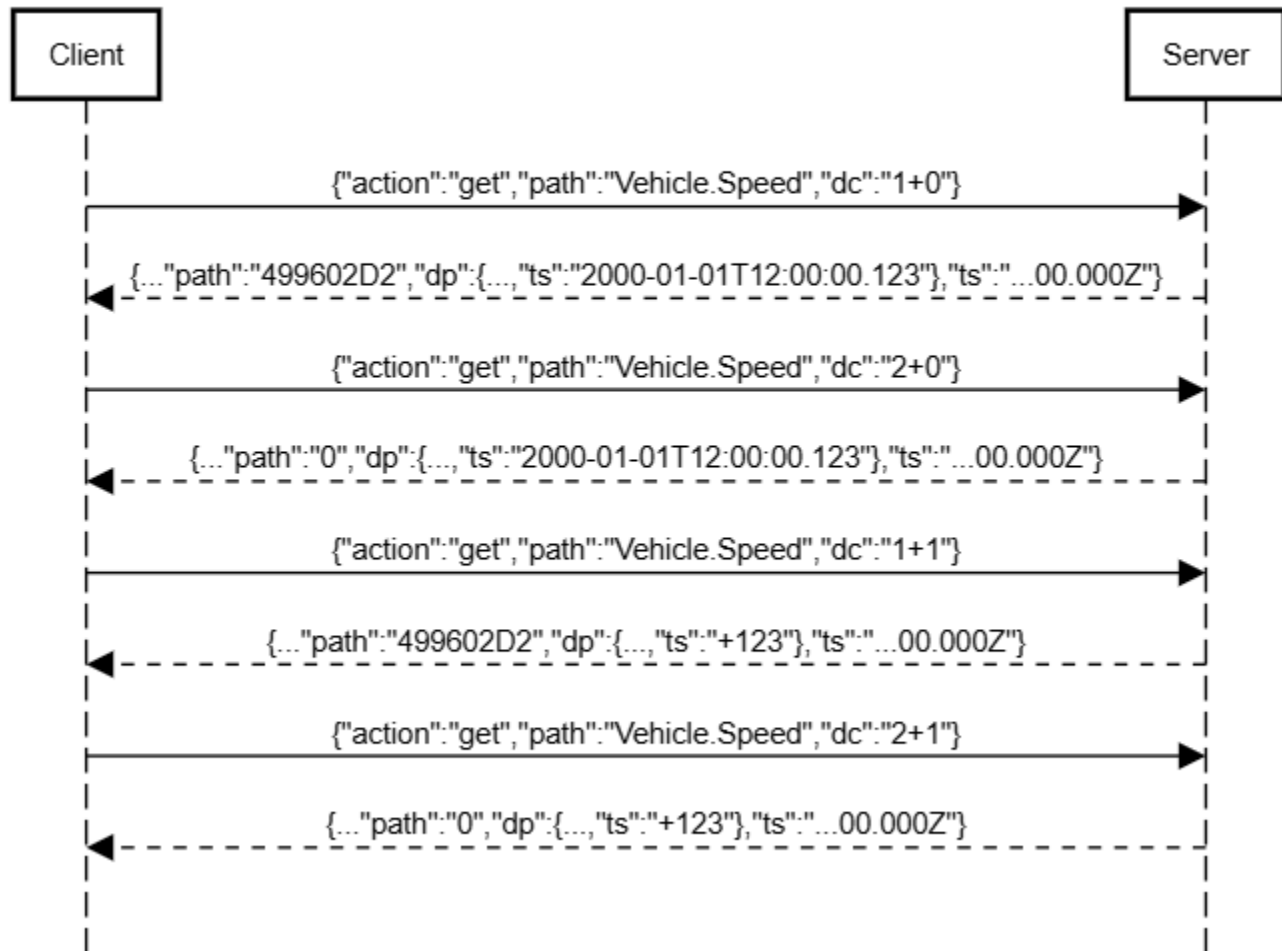 Client
Server
{"action":"get","path":"Vehicle.Speed","dc":"1+0"}
{..."path":"499602D2","dp":{...,"ts":"2000-01-01T12:00:00.123"},"ts":"...00.000Z"}
{"action":"get","path":"Vehicle.Speed","dc":"2+0"}
{..."path":"0","dp":{...,"ts":"2000-01-01T12:00:00.123"},"ts":"...00.000Z"}
{"action":"get","path":"Vehicle.Speed","dc":"1+1"}
{..."path":"499602D2","dp":{...,"ts":"+123"},"ts":"...00.000Z"}
{"action":"get","path":"Vehicle.Speed","dc":"2+1"}
{..."path":"0","dp":{...,"ts":"+123"},"ts":"...00.000Z"}